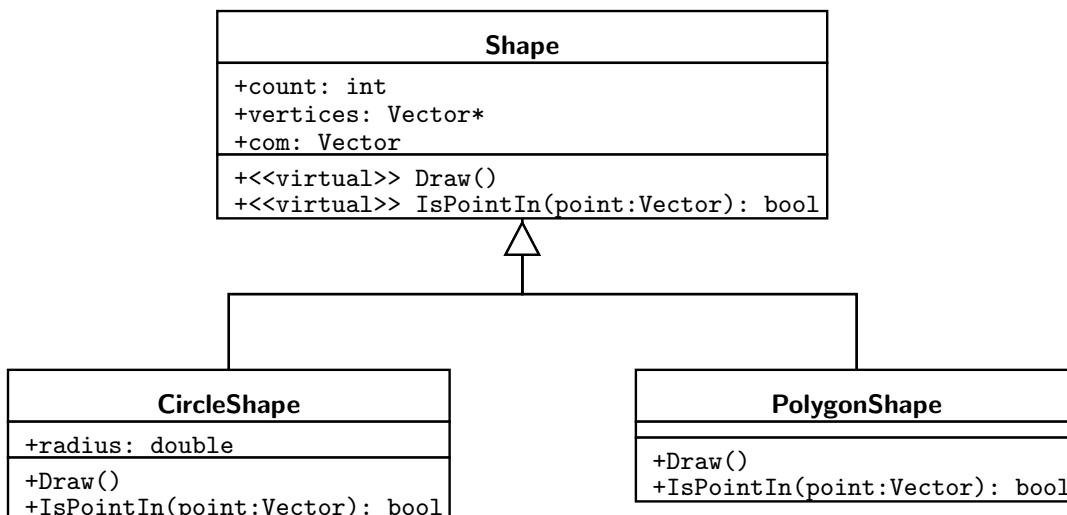 Shape
+count: int
+vertices: Vector*
+com: Vector
+<<virtual>> Draw()
+<<virtual>> IsPointIn(point:Vector): bool
CircleShape
+radius: double
+Draw()
+IsPointIn(point:Vector): bool
PolygonShape
+Draw()
+IsPointIn(point:Vector): bool